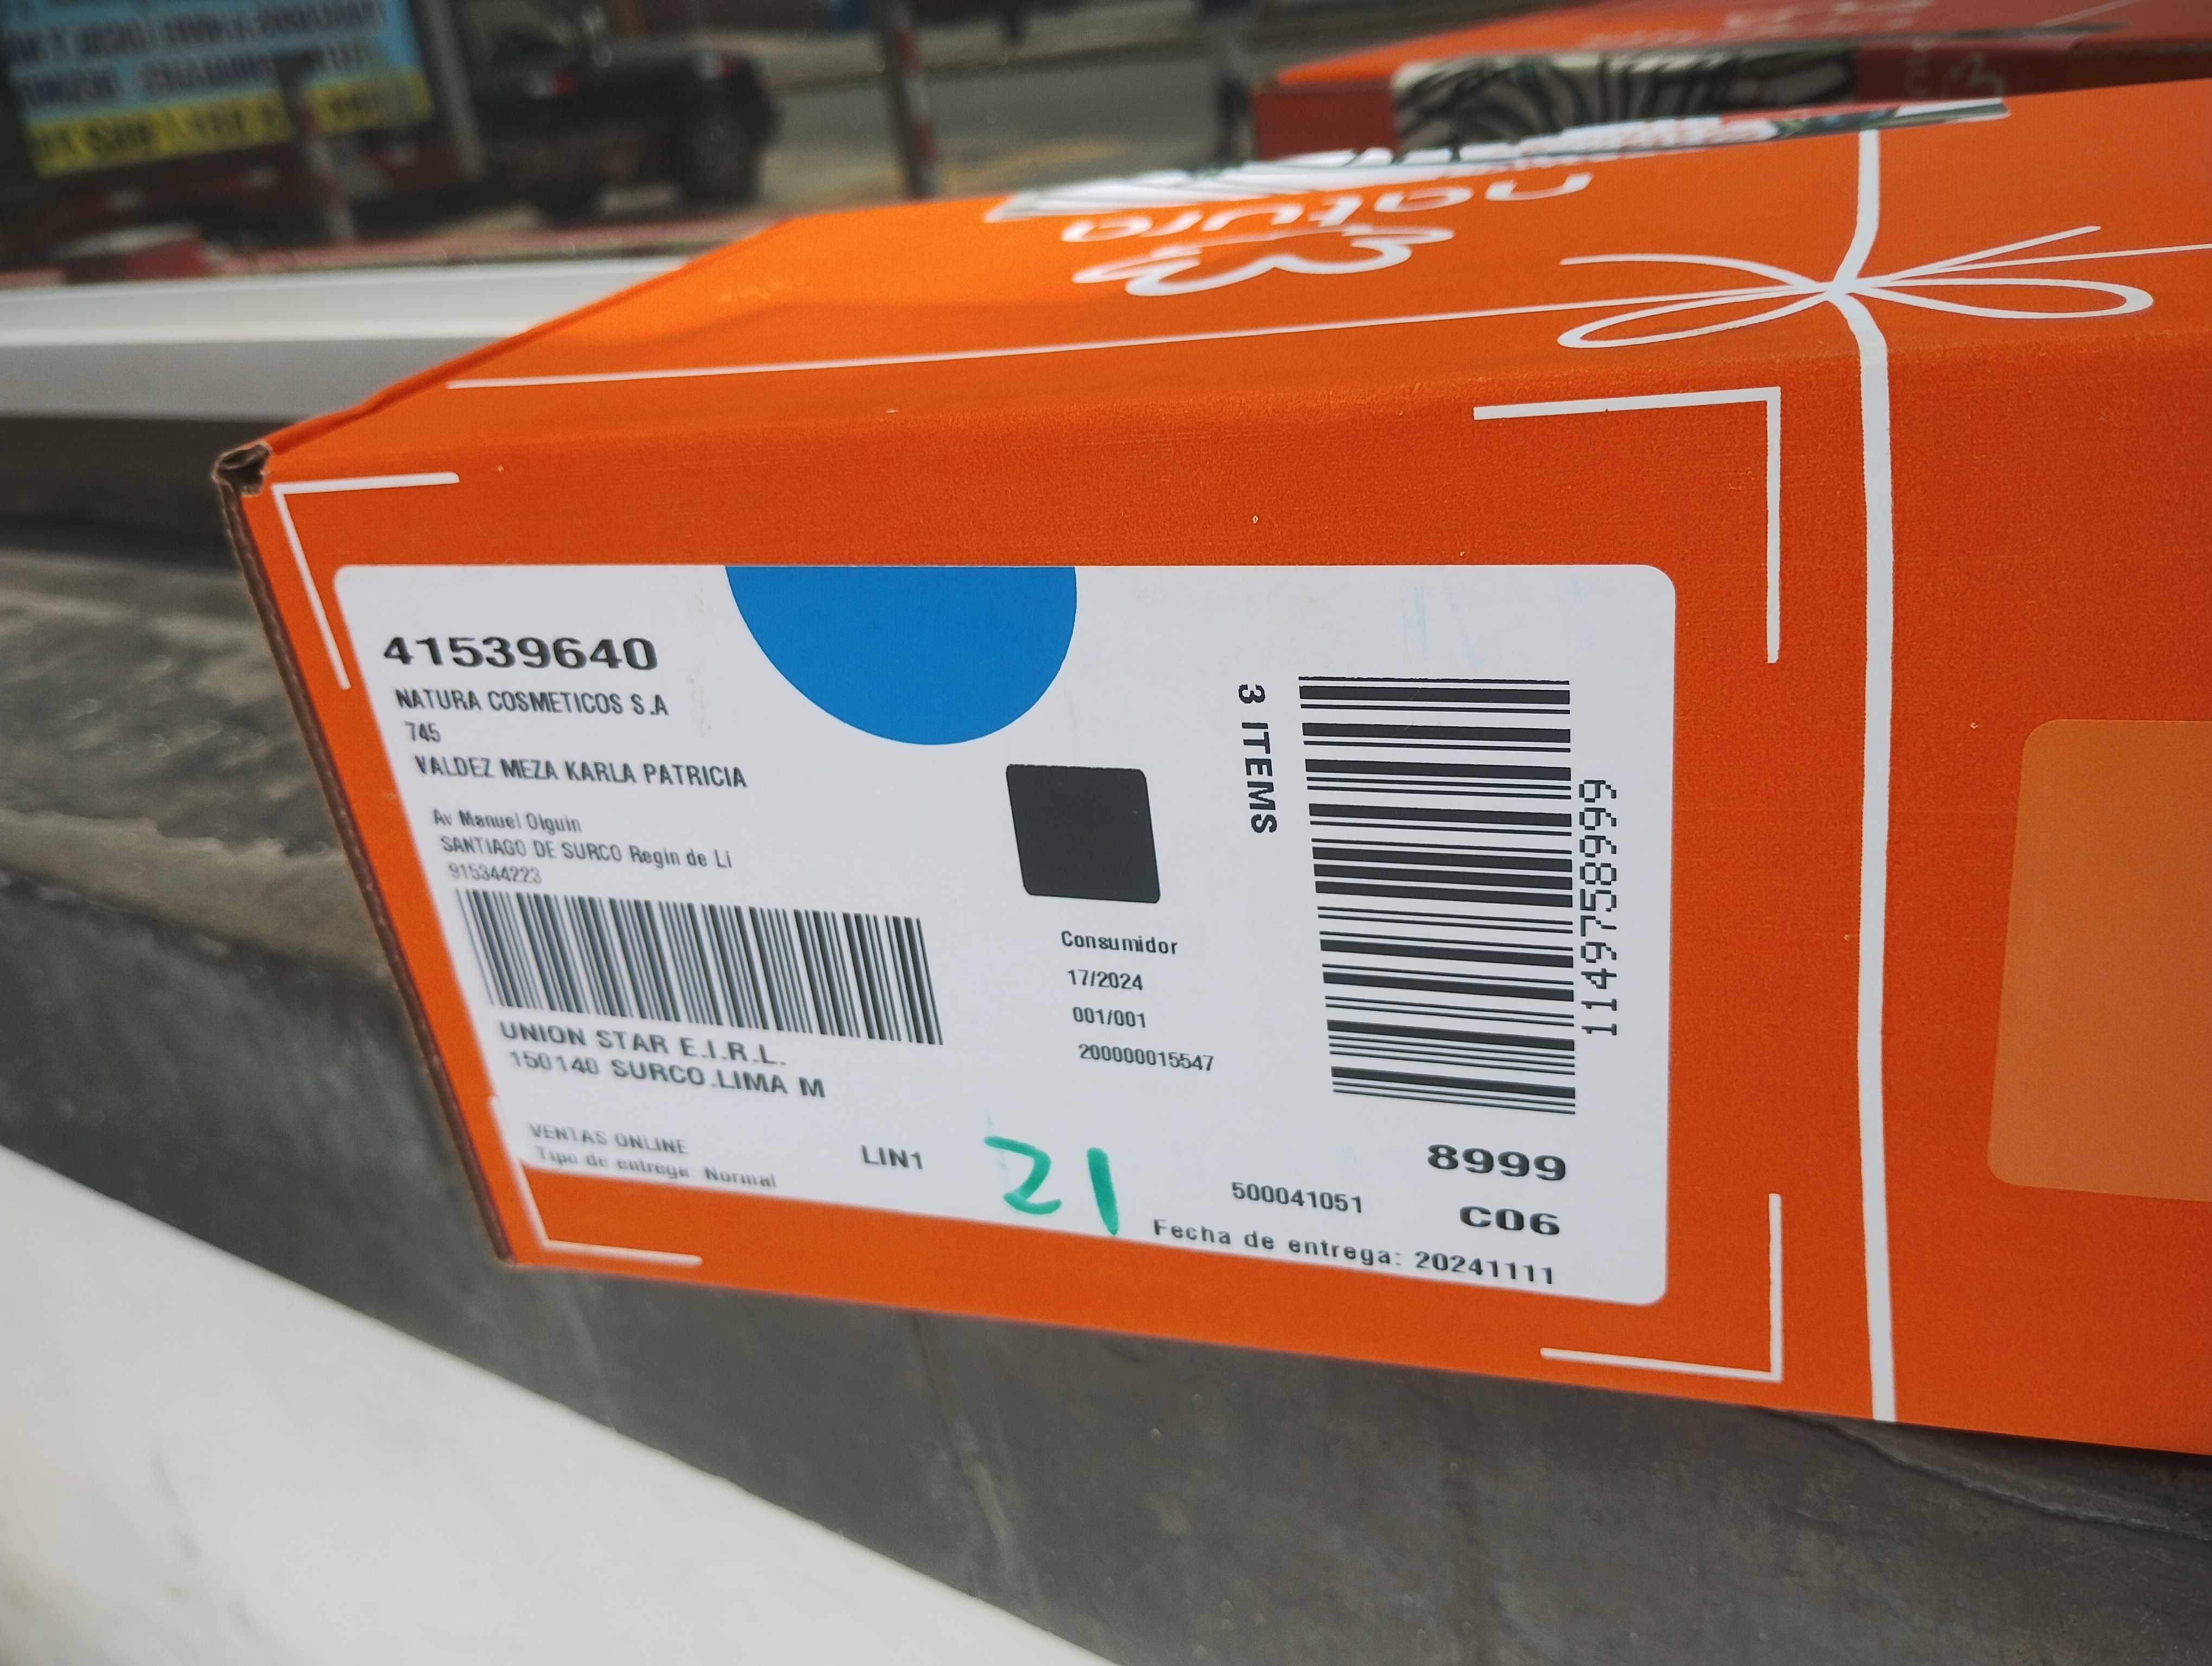 natura
41539640
NATURA COSMETICOS S.A
745
VALDEZ MEZA KARLA PATRICIA
Av Manuel Olguin
SANTIAGO DE SURCO Regin de Li
915344223
UNION STAR E.I.R.L.
150140 SURCO.LIMA M
VENTAS ONLINE
Tipo de entrega: Normal
LIN1
21
Consumidor
17/2024
001/001
200000015547
3 ITEMS
1149758999
8999
500041051
C06
Fecha de entrega: 20241111